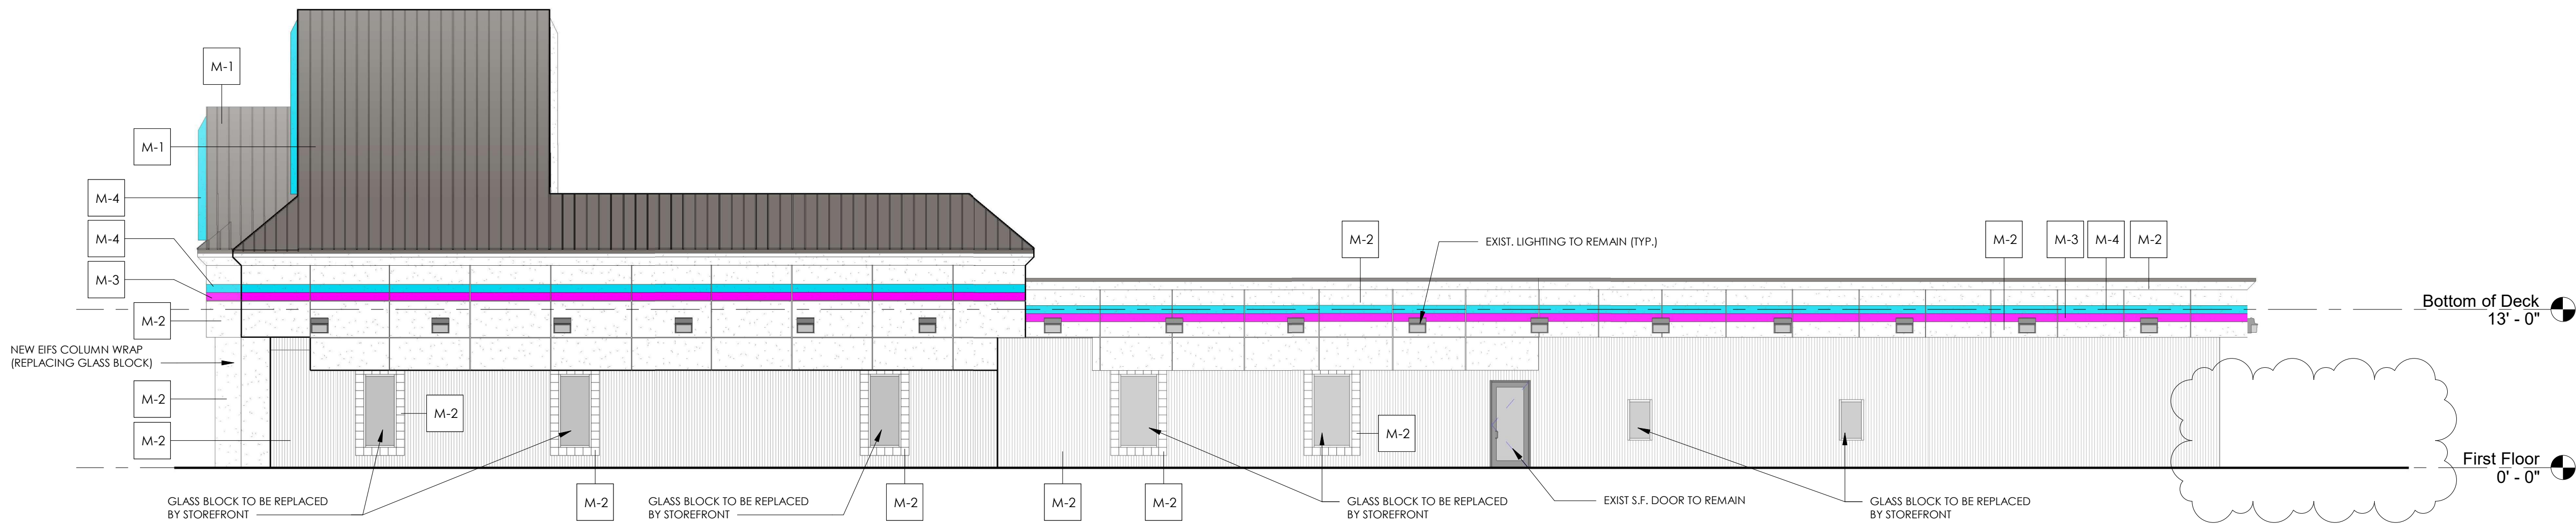 M-1
M-1
M-4
M-4
M-3
M-2
NEW EIFS COLUMN WRAP
(REPLACING GLASS BLOCK)
M-2
M-2
M-2
GLASS BLOCK TO BE REPLACED
BY STOREFRONT
M-2
GLASS BLOCK TO BE REPLACED
BY STOREFRONT
M-2
M-2
M-2
M-2
EXIST. LIGHTING TO REMAIN (TYP.)
M-2
GLASS BLOCK TO BE REPLACED
BY STOREFRONT
EXIST S.F. DOOR TO REMAIN
GLASS BLOCK TO BE REPLACED
BY STOREFRONT
M-2
M-3
M-4
M-2
Bottom of Deck
13' - 0"
First Floor
0' - 0"